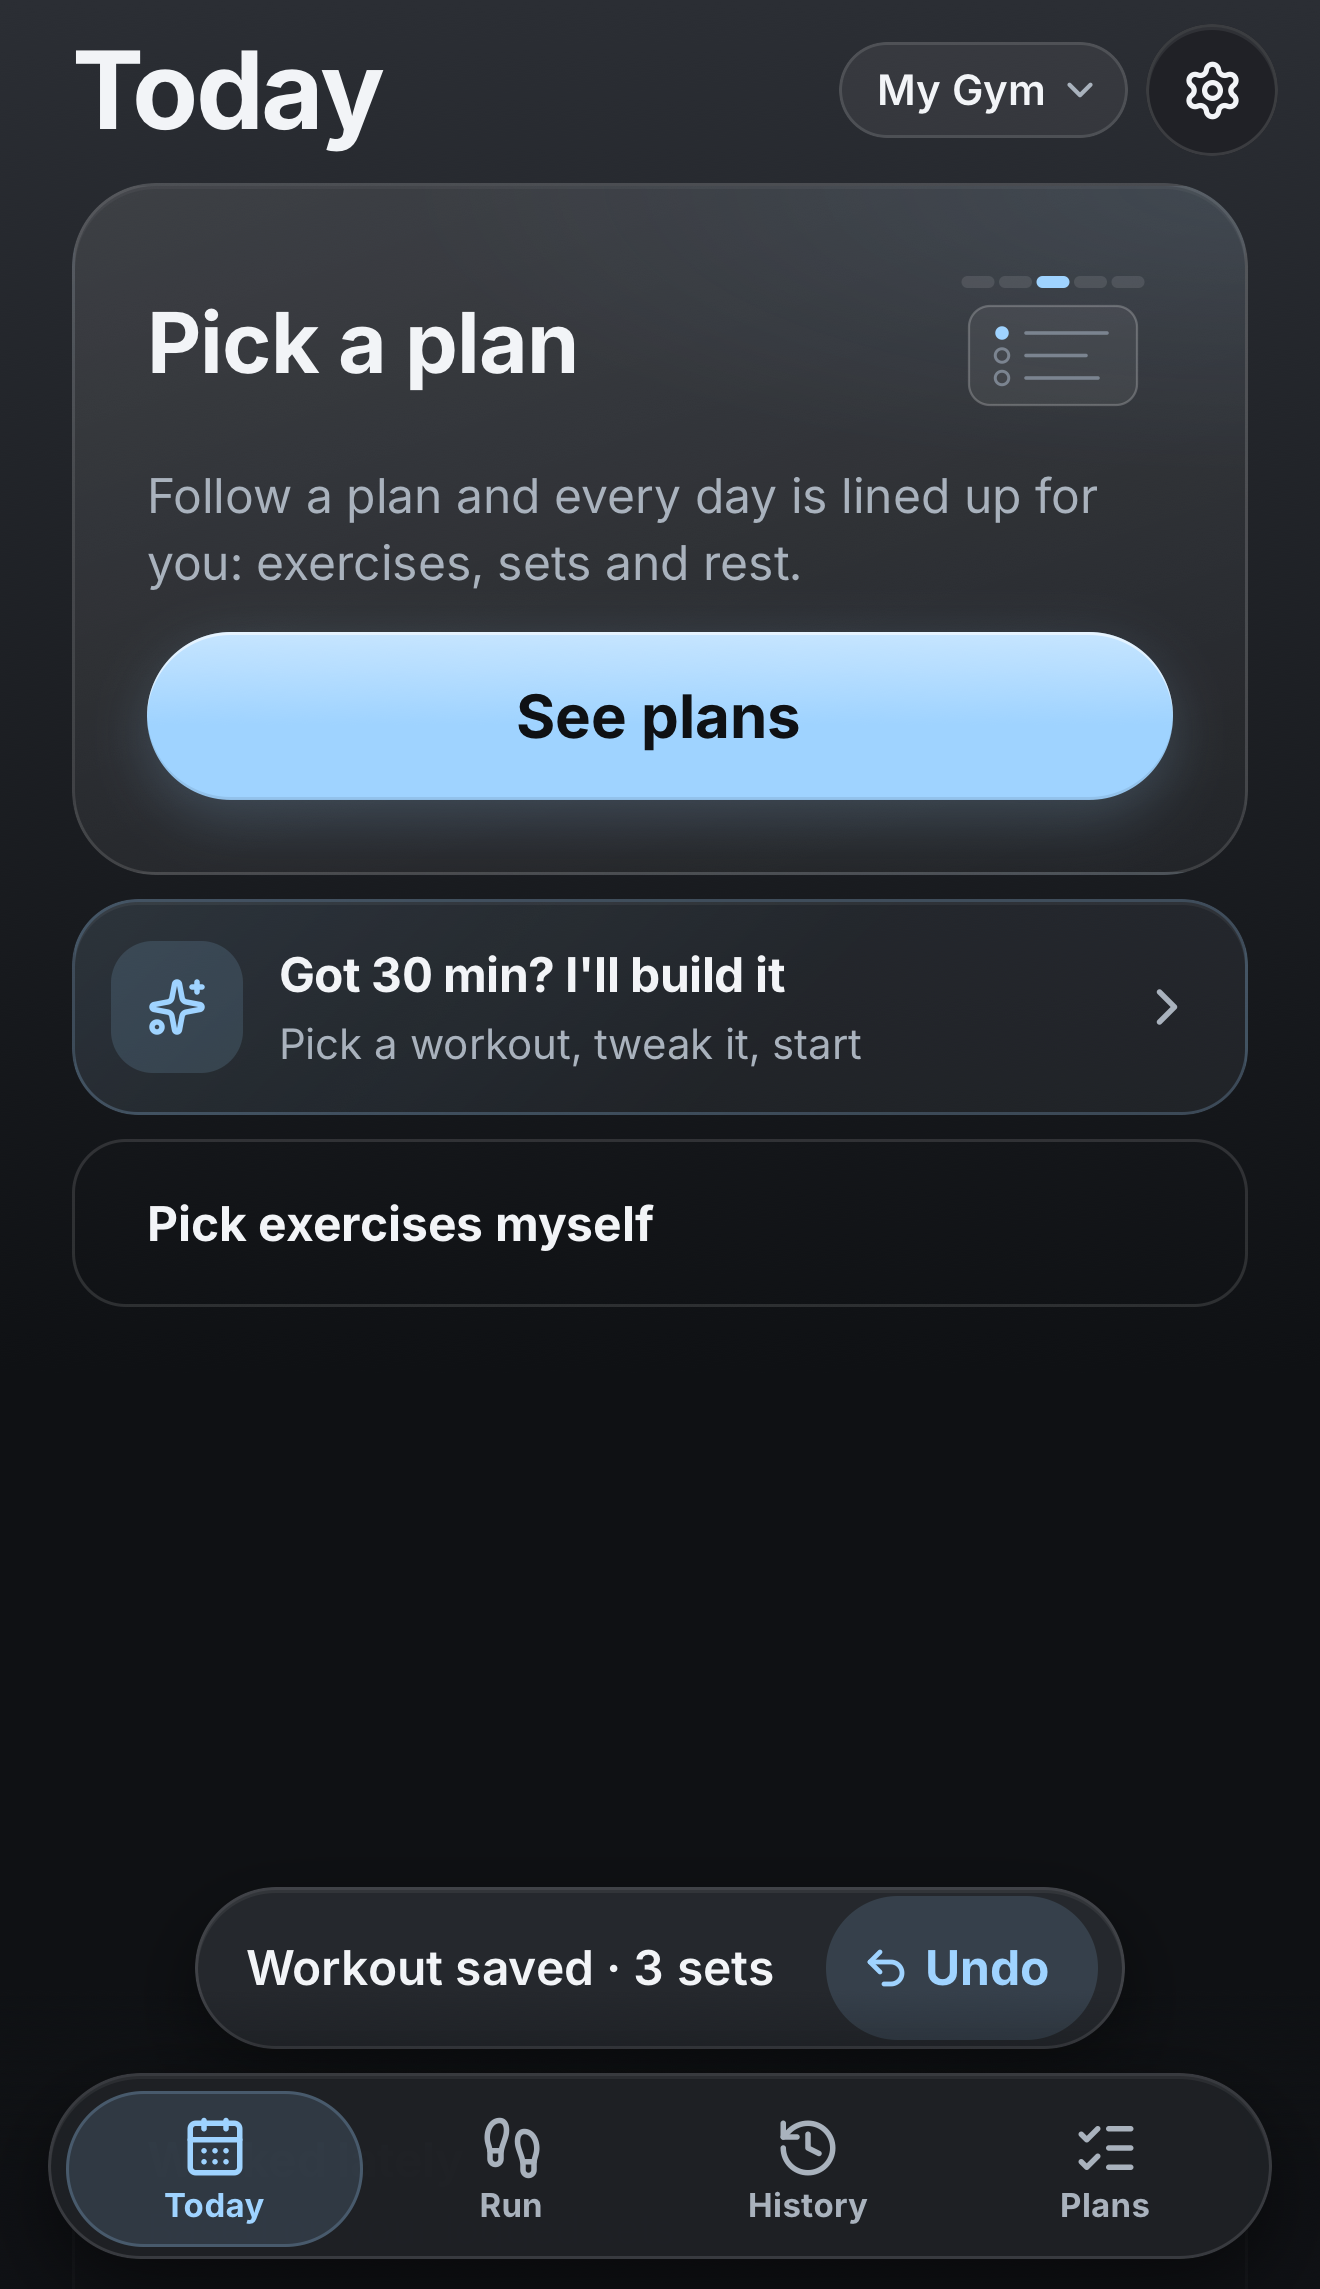 Today
My Gym
Pick a plan
Follow a plan and every day is lined up for
you: exercises, sets and rest.
See plans
Got 30 min? I'll build it
Pick a workout, tweak it, start
Pick exercises myself
Workout saved · 3 sets
Undo
Today
Run
History
Plans